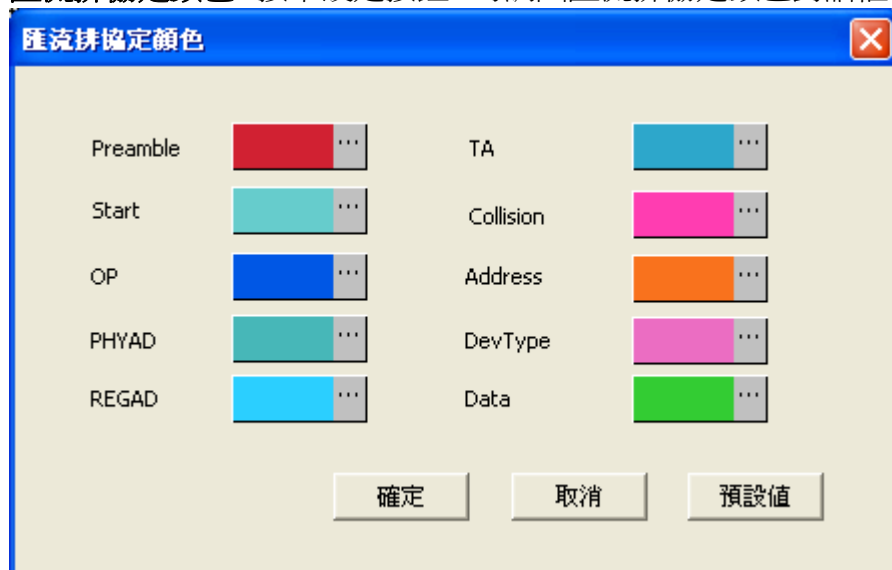 匯流排協定顏色
Preamble ... TA ...
Start ... Collision ...
OP ... Address ...
PHYAD ... DevType ...
REGAD ... Data ...
確定 取消 預設值